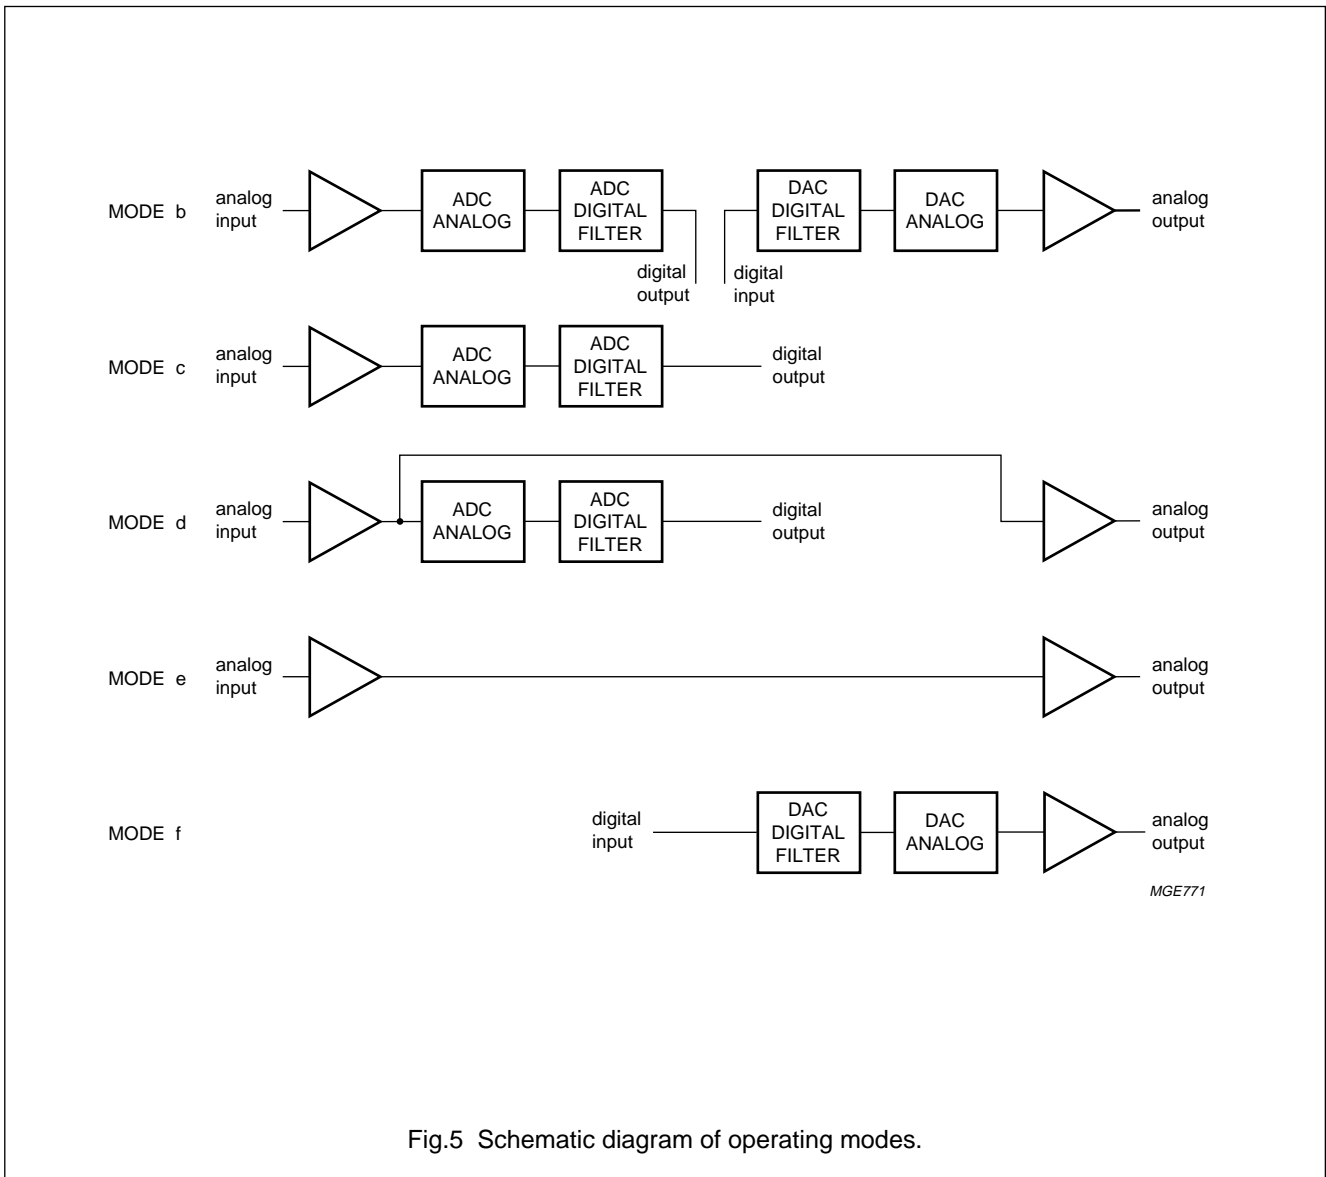 MODE b
analog
input
ADC
ANALOG
ADC
DIGITAL
FILTER
digital
output
digital
input
DAC
DIGITAL
FILTER
DAC
ANALOG
analog
output
MODE c
analog
input
ADC
ANALOG
ADC
DIGITAL
FILTER
digital
output
MODE d
analog
input
ADC
ANALOG
ADC
DIGITAL
FILTER
digital
output
analog
output
MODE e
analog
input
analog
output
MODE f
digital
input
DAC
DIGITAL
FILTER
DAC
ANALOG
analog
output
MGE771
Fig.5 Schematic diagram of operating modes.